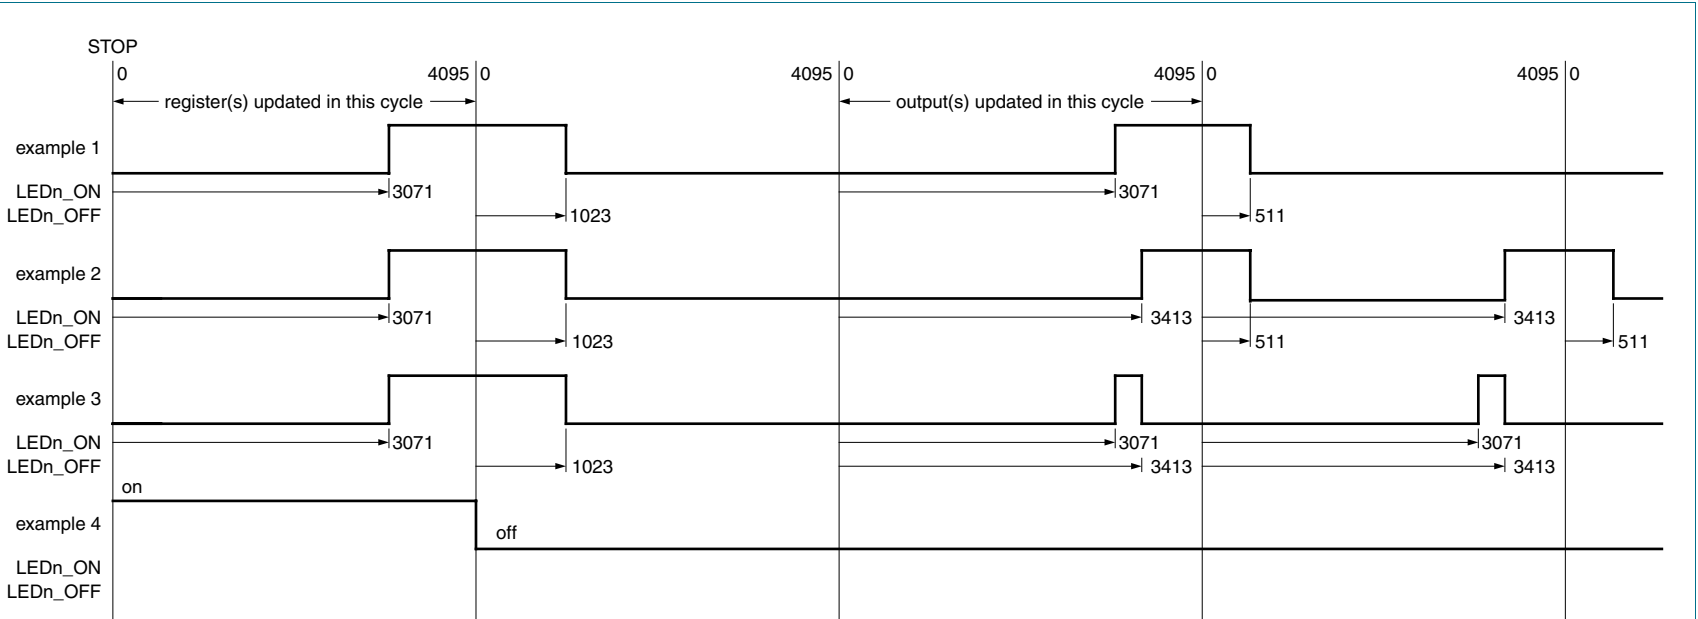 STOP
0 4095 0 4095 0 4095 0 4095 0
register(s) updated in this cycle output(s) updated in this cycle
example 1
LEDn_ON 3071 3071
LEDn_OFF 1023 511
example 2
LEDn_ON 3071 3413 3413
LEDn_OFF 1023 511 511
example 3
LEDn_ON 3071 3071 3071
LEDn_OFF 1023 3413 3413
on
example 4 off
LEDn_ON
LEDn_OFF